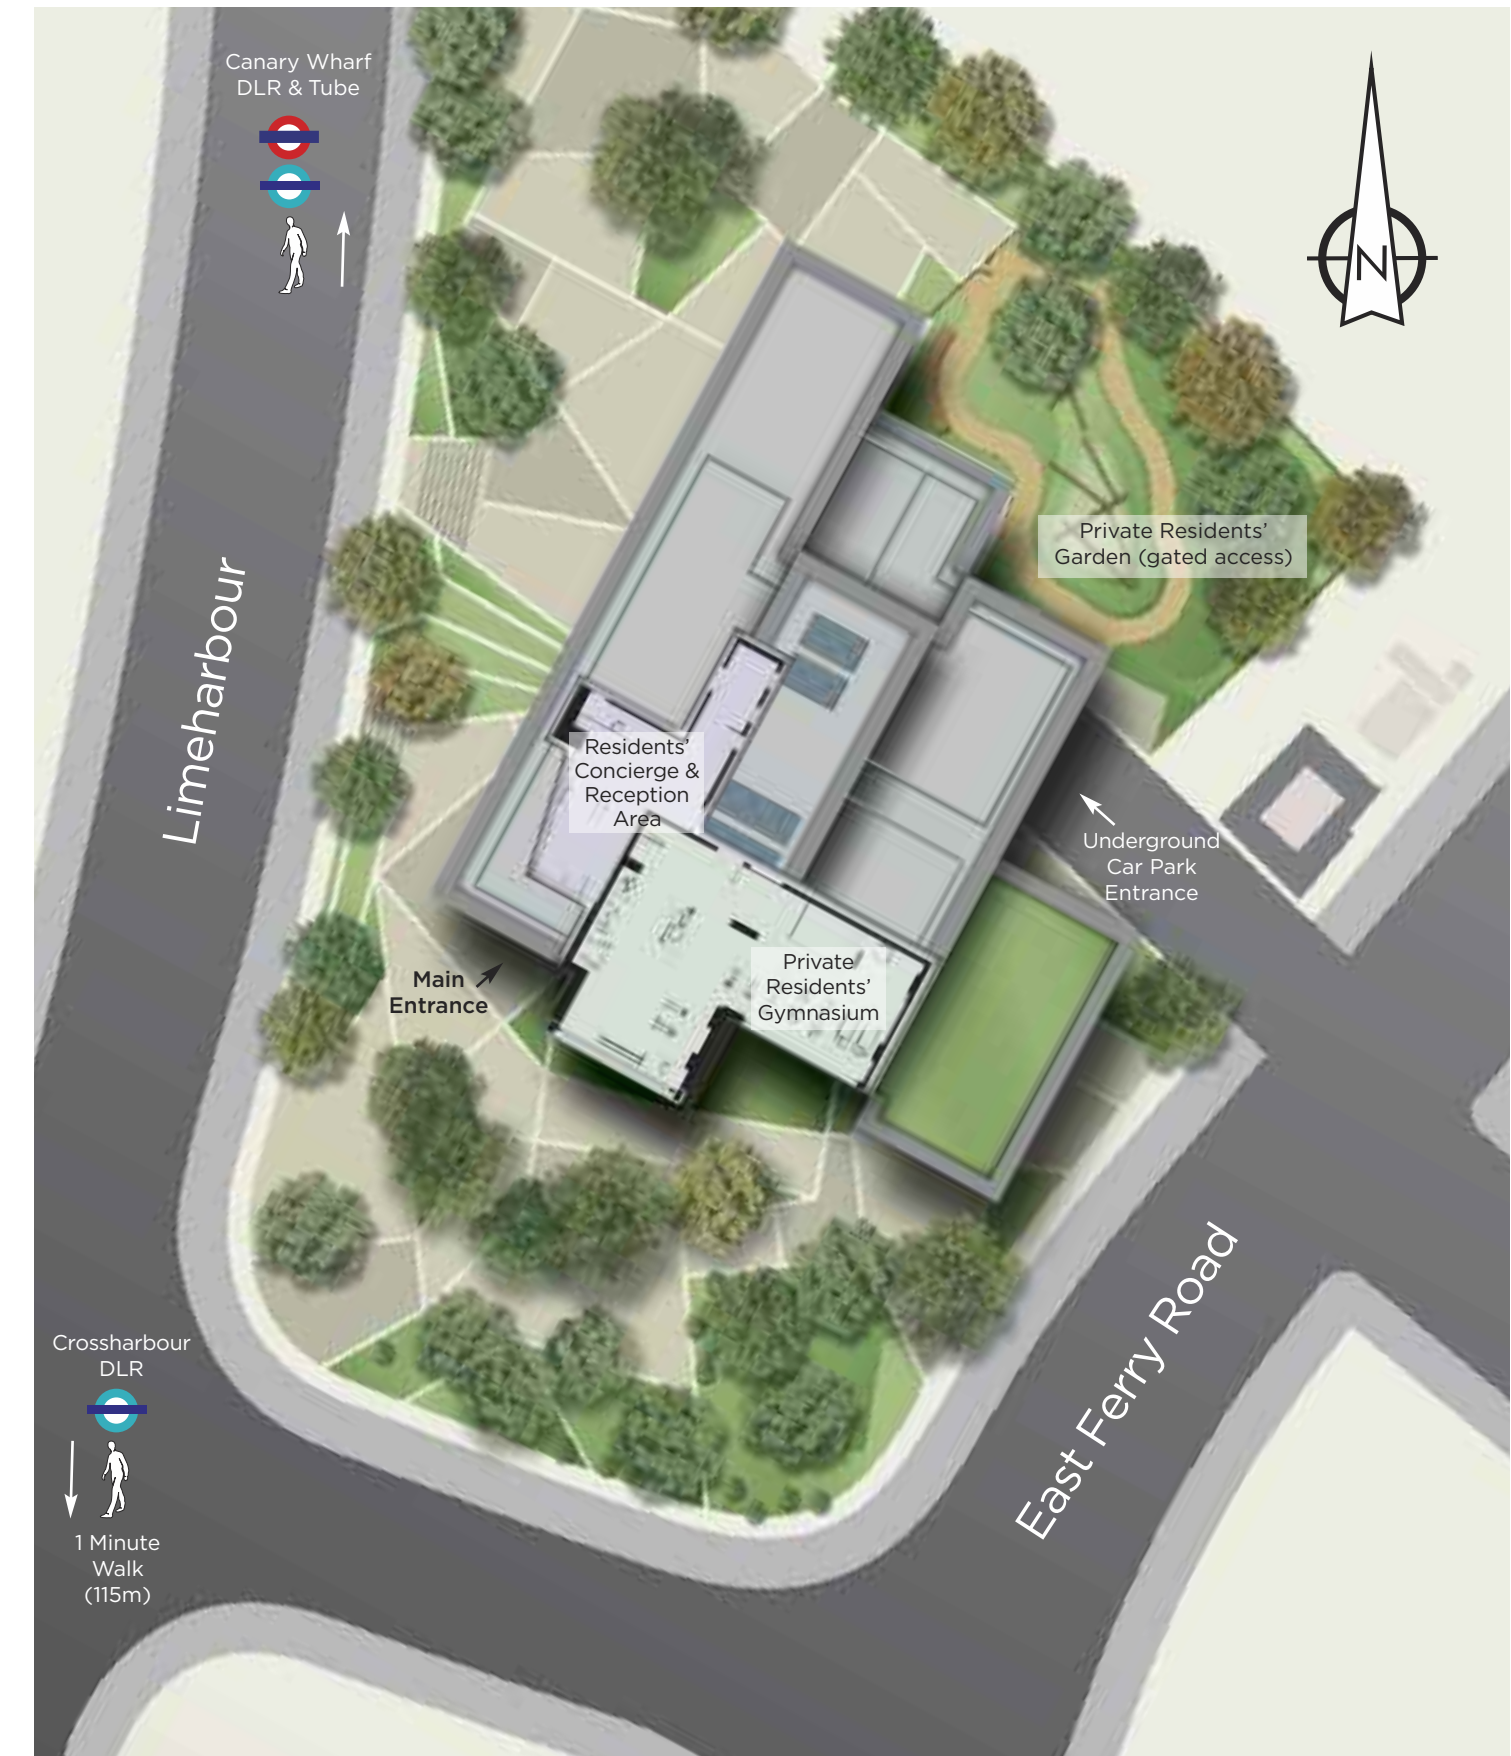 Canary Wharf
DLR & Tube
N
Private Residents’
Garden (gated access)
Limeharbour
Residents’
Concierge &
Reception
Area
Underground
Car Park
Entrance
Main
Entrance
Private
Residents’
Gymnasium
East Ferry Road
Crossharbour
DLR
1 Minute
Walk
(115m)